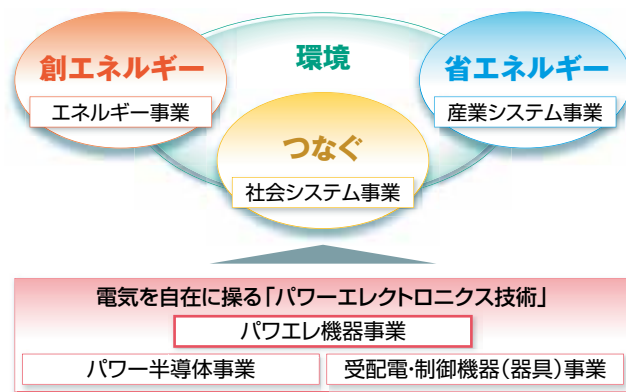 創エネルギー
環境
省エネルギー
エネルギー事業
産業システム事業
つなぐ
社会システム事業
電気を自在に操る「パワーエレクトロニクス技術」
パワエレ機器事業
パワー半導体事業
受配電・制御機器(器具)事業